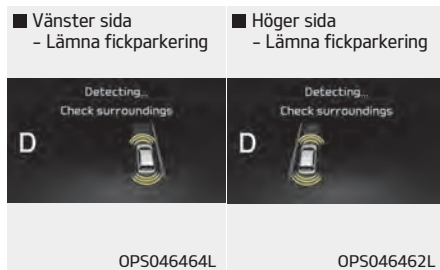 ■ Vänster sida
– Lämna fickparkering
Detecting...
Check surroundings
D
OPS046464L
■ Höger sida
– Lämna fickparkering
Detecting...
Check surroundings
D
OPS046462L